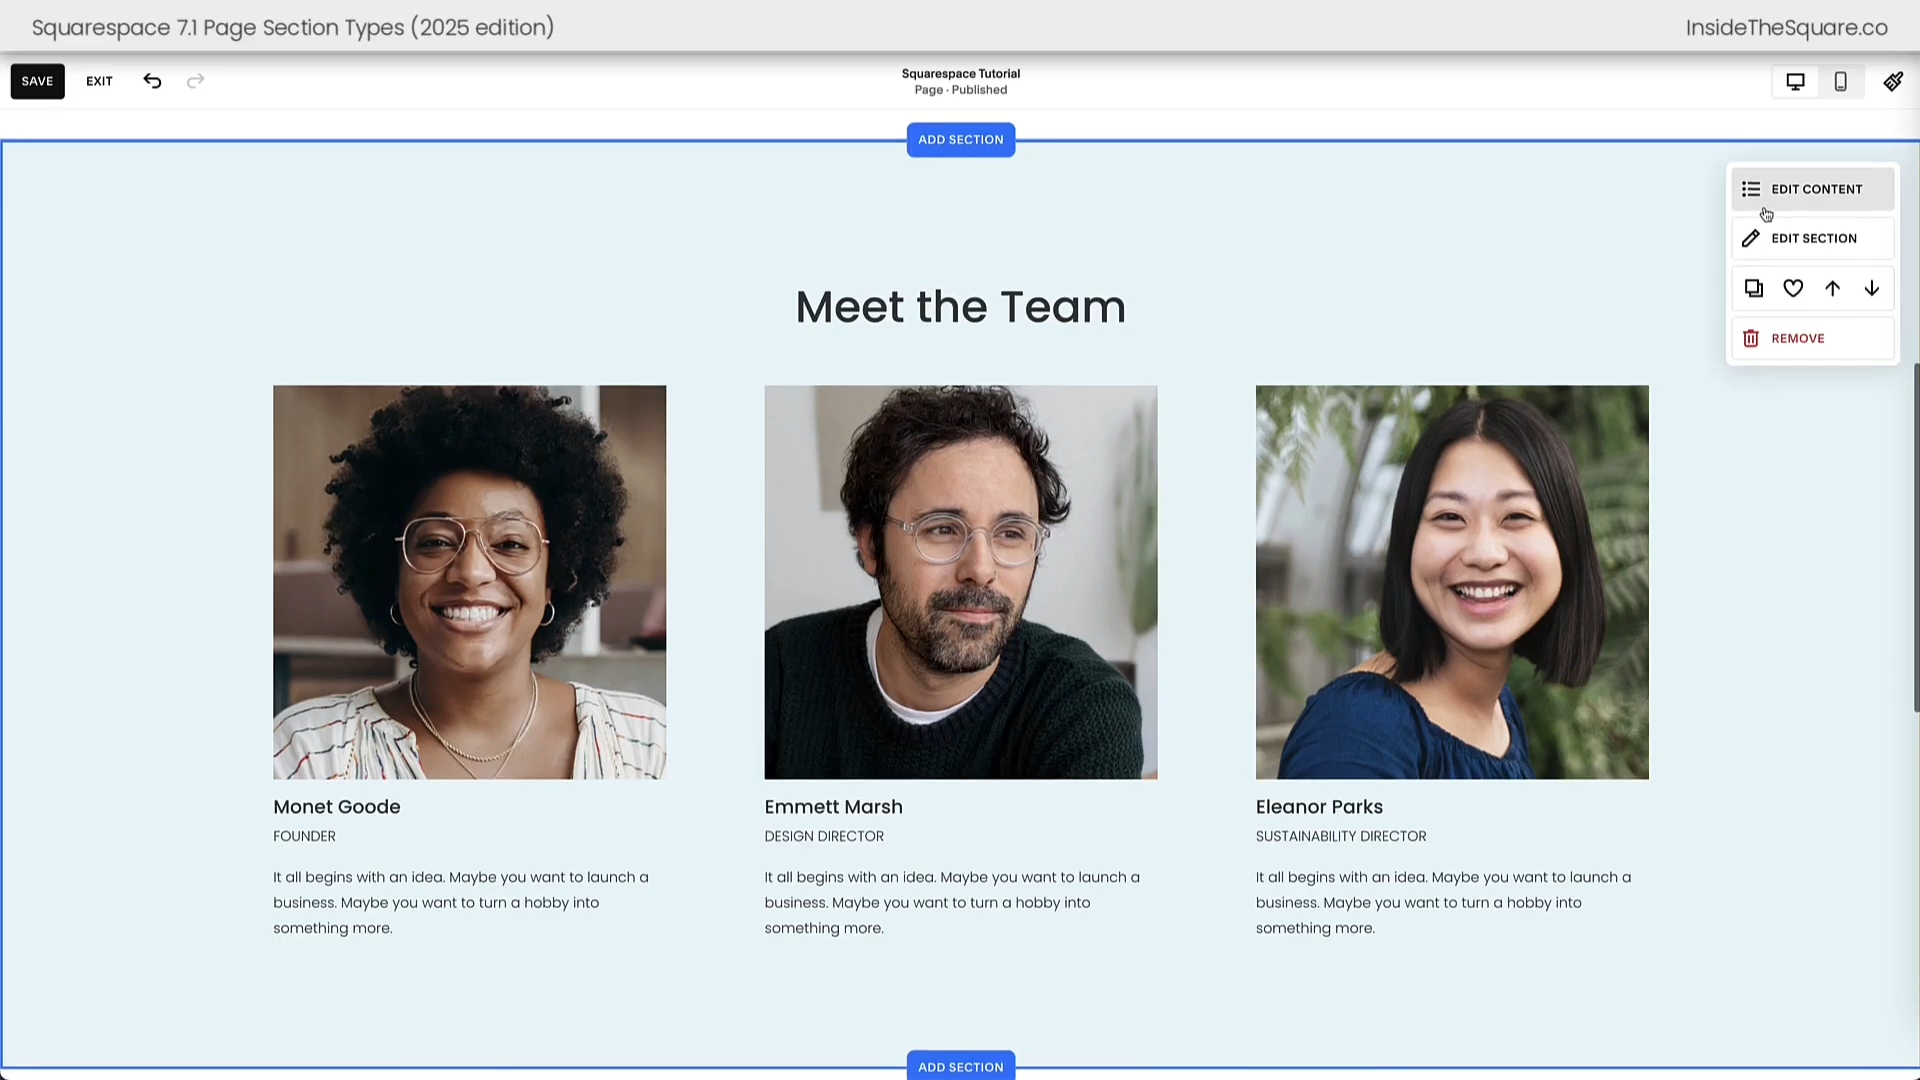 Squarespace 7.1 Page Section Types (2025 edition)
InsideTheSquare.co
SAVE
EXIT
Squarespace Tutorial
Page · Published
ADD SECTION
EDIT CONTENT
EDIT SECTION
REMOVE
Meet the Team
Monet Goode
FOUNDER
It all begins with an idea. Maybe you want to launch a
business. Maybe you want to turn a hobby into
something more.
Emmett Marsh
DESIGN DIRECTOR
It all begins with an idea. Maybe you want to launch a
business. Maybe you want to turn a hobby into
something more.
Eleanor Parks
SUSTAINABILITY DIRECTOR
It all begins with an idea. Maybe you want to launch a
business. Maybe you want to turn a hobby into
something more.
ADD SECTION